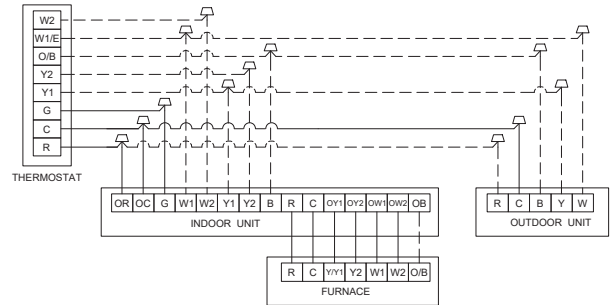 W2
W1/E
O/B
Y2
Y1
G
C
R
THERMOSTAT
OR OC G W1 W2 Y1 Y2 B R C OY1 OY2 OW1 OW2 OB
INDOOR UNIT
R C B Y W
OUTDOOR UNIT
R C Y/Y1 Y2 W1 W2 O/B
FURNACE